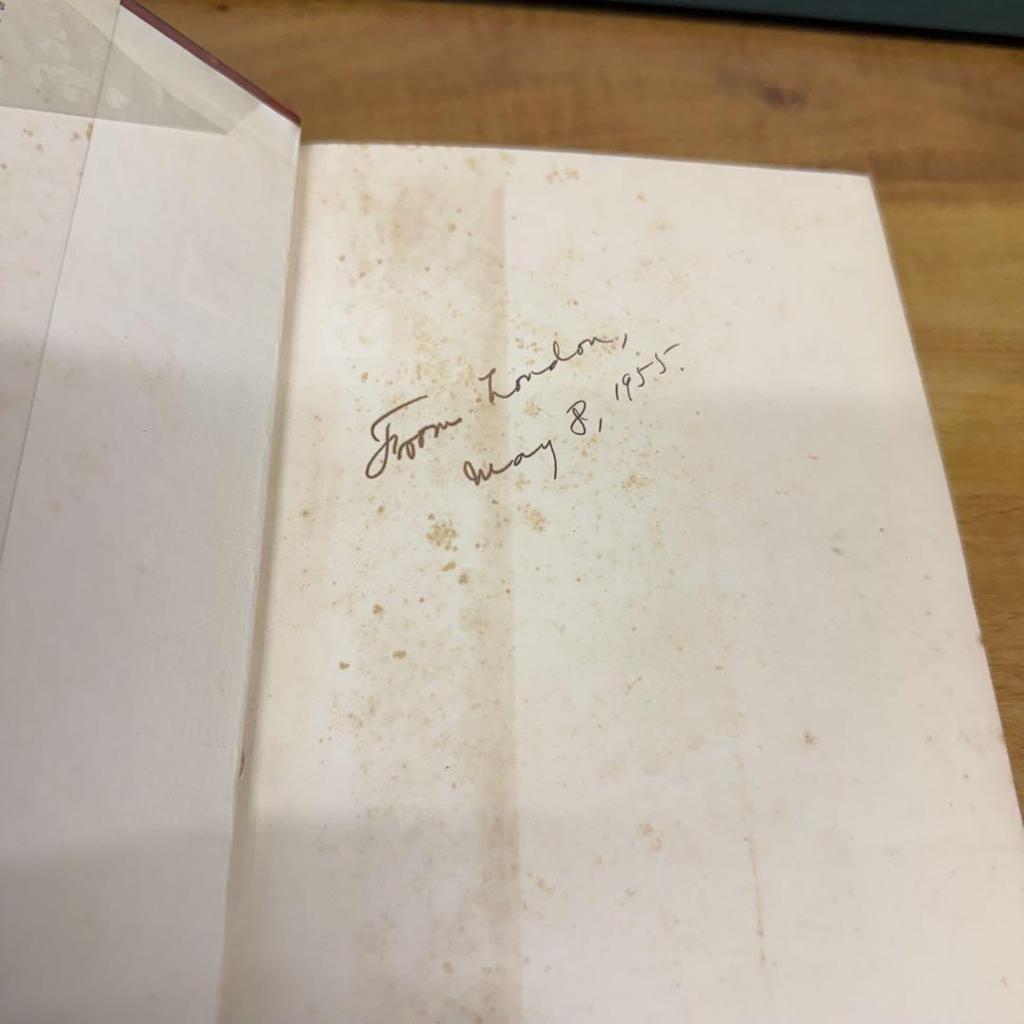 From London,
May 8, 1955.